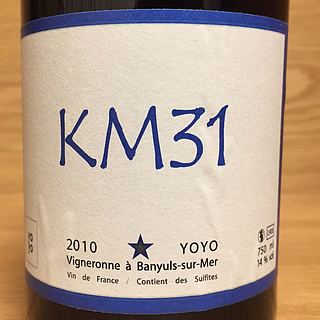 KM31
2010 YOYO
Vigneronne à Banyuls-sur-Mer
Vin de France / Contient des Sulfites
750 ml
14 % vol